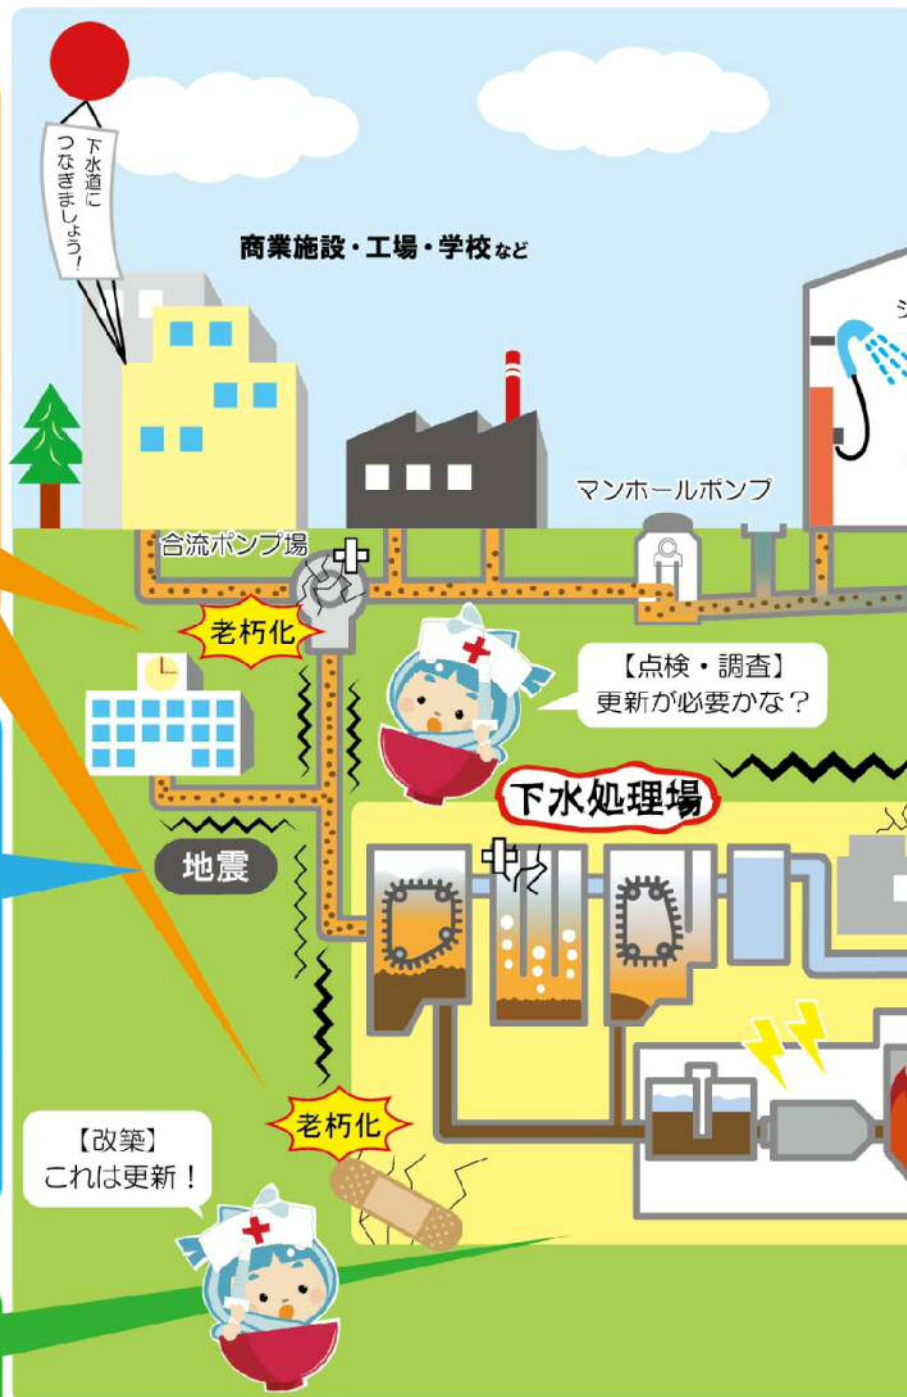 下水道に
つなぎましょう！
商業施設・工場・学校など
シ
マンホールポンプ
合流ポンプ場
老朽化
【点検・調査】
更新が必要かな？
下水処理場
地震
老朽化
【改築】
これは更新！